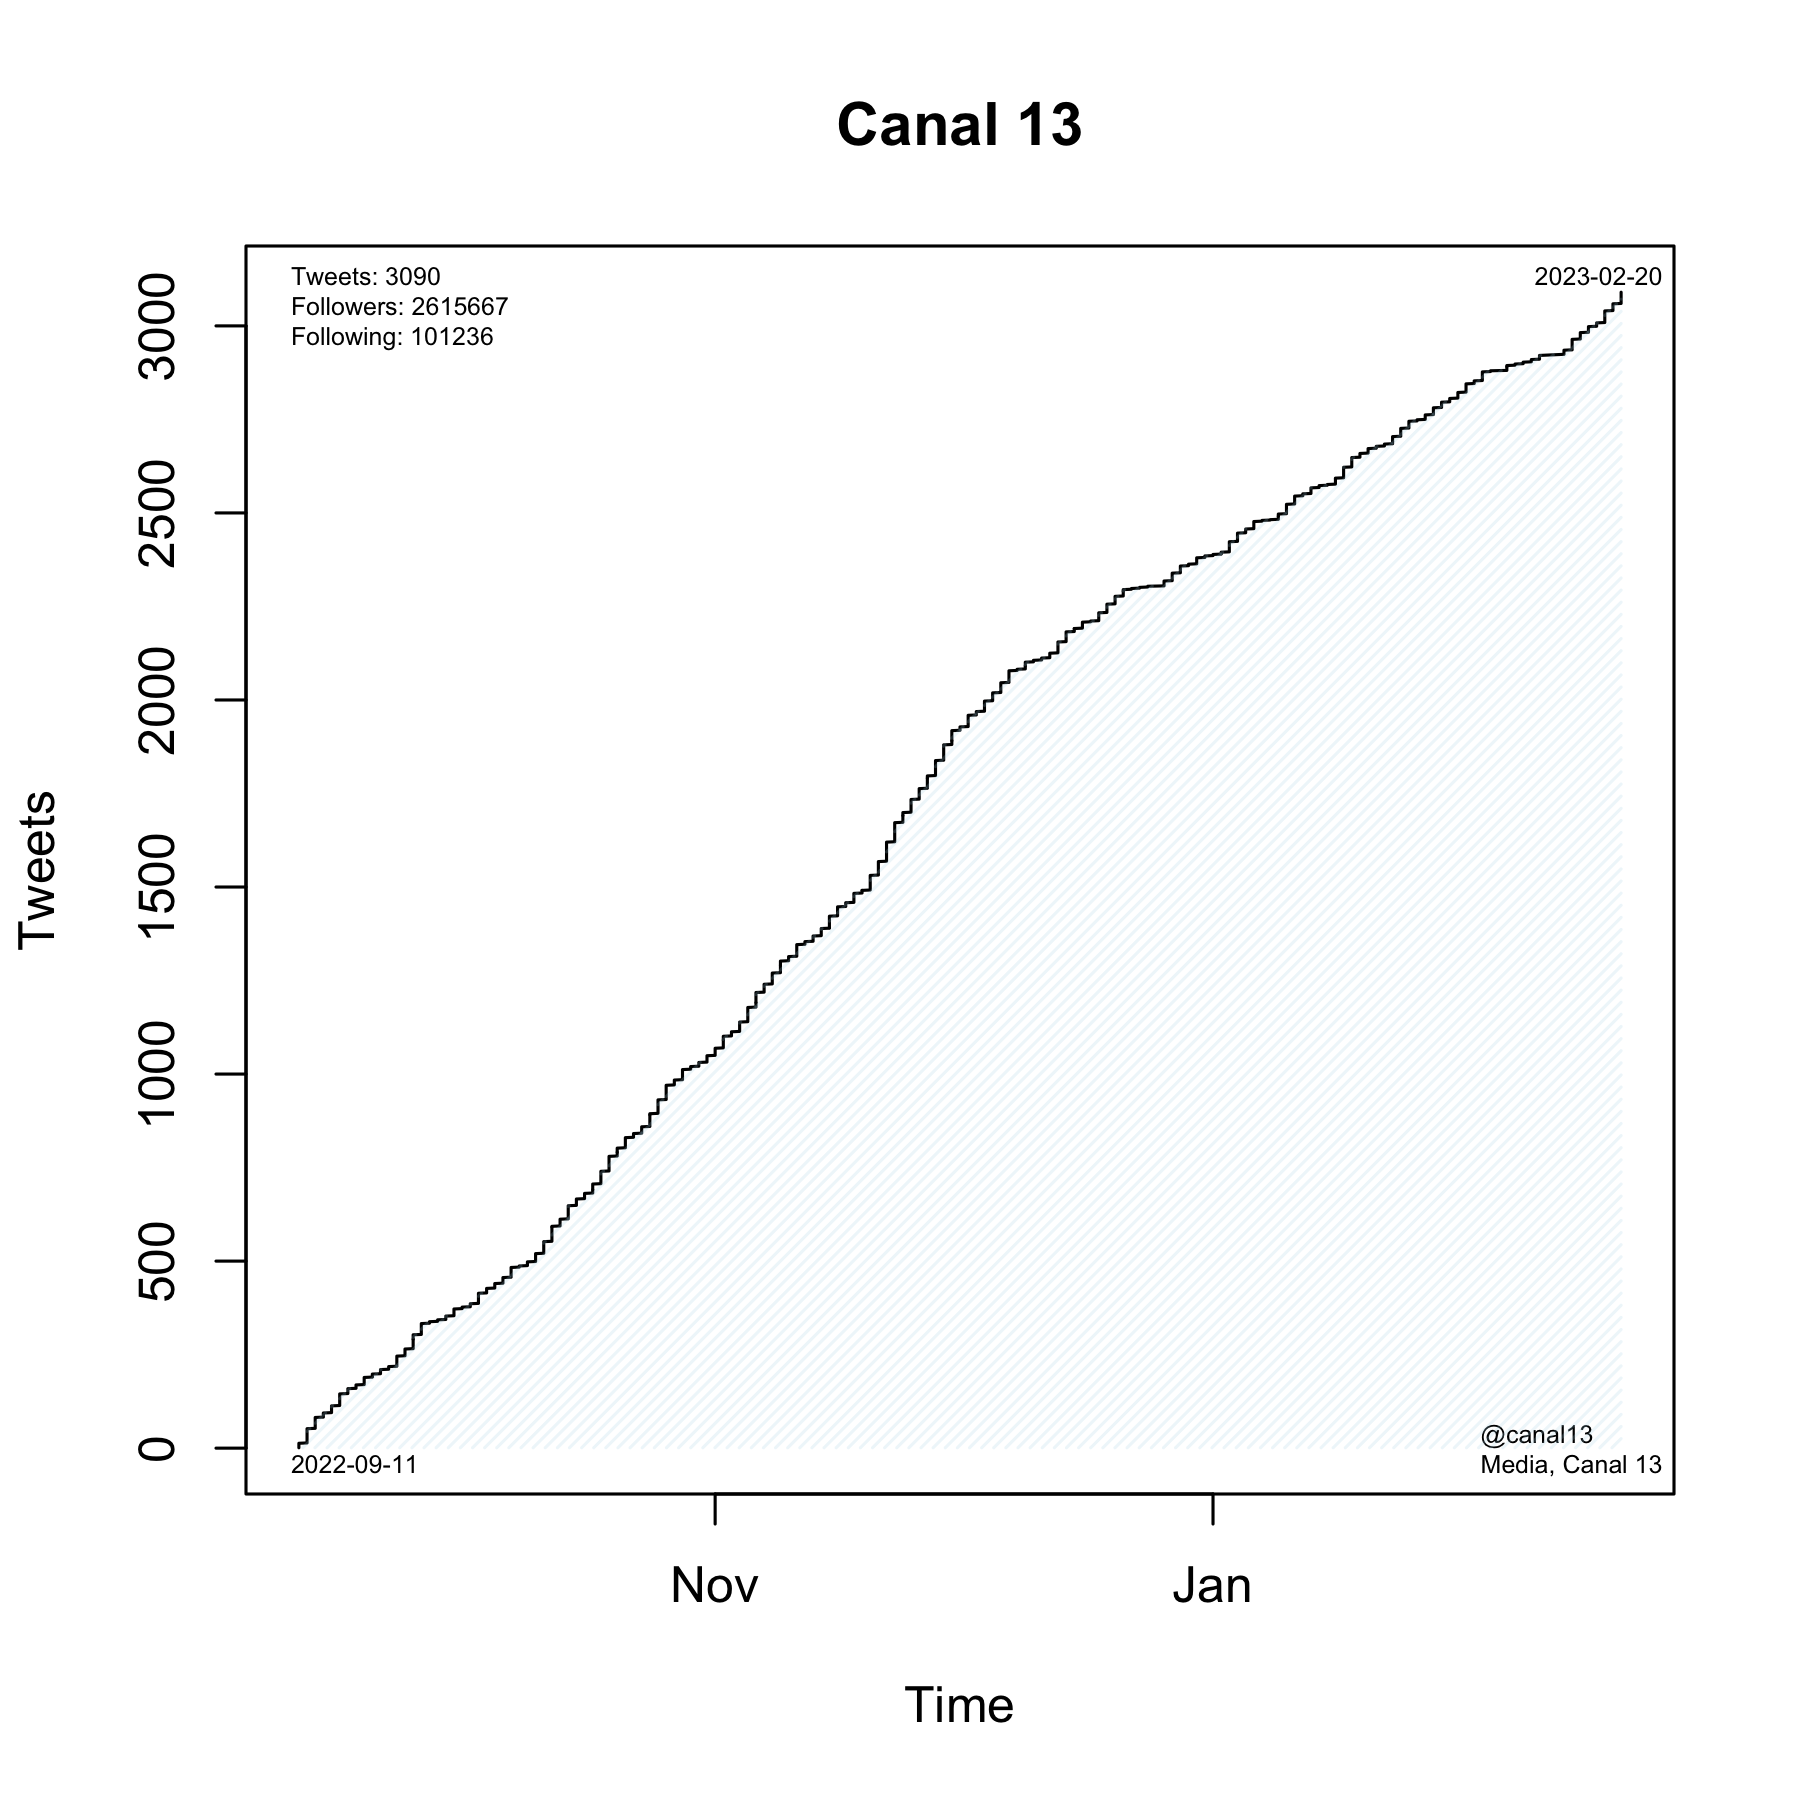 Canal 13
Tweets: 3090
Followers: 2615667
Following: 101236
2023-02-20
3000
2500
2000
1500
1000
500
0
Tweets
2022-09-11
@canal13
Media, Canal 13
Nov
Jan
Time